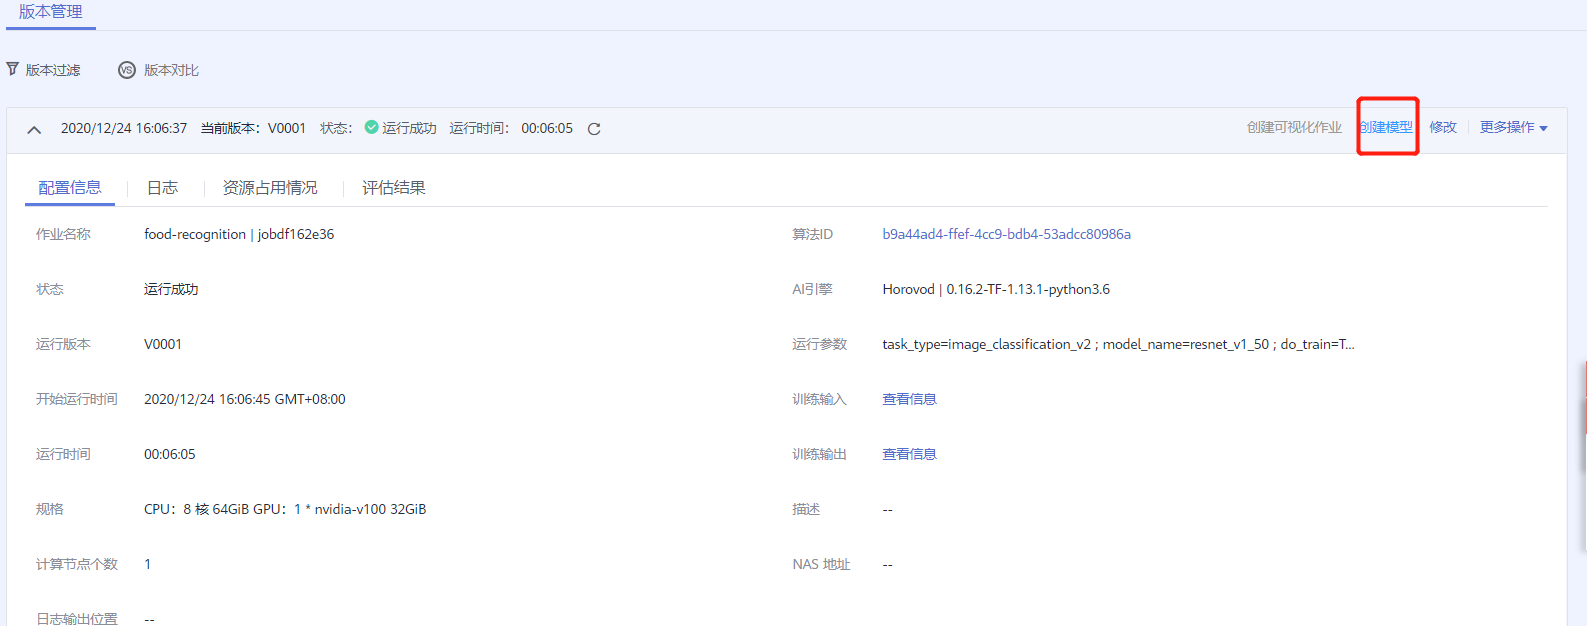 版本管理
版本过滤 VS 版本对比
2020/12/24 16:06:37 当前版本：V0001 状态： 运行成功 运行时间： 00:06:05 创建可视化作业 创建模型 修改 更多操作
配置信息 日志 资源占用情况 评估结果
作业名称 food-recognition | jobdf162e36 算法ID b9a44ad4-ffef-4cc9-bdb4-53adcc80986a
状态 运行成功 AI引擎 Horovod | 0.16.2-TF-1.13.1-python3.6
运行版本 V0001 运行参数 task_type=image_classification_v2 ; model_name=resnet_v1_50 ; do_train=T...
开始运行时间 2020/12/24 16:06:45 GMT+08:00 训练输入 查看信息
运行时间 00:06:05 训练输出 查看信息
规格 CPU：8 核 64GiB GPU：1 * nvidia-v100 32GiB 描述 --
计算节点个数 1 NAS 地址 --
日志输出位置 --